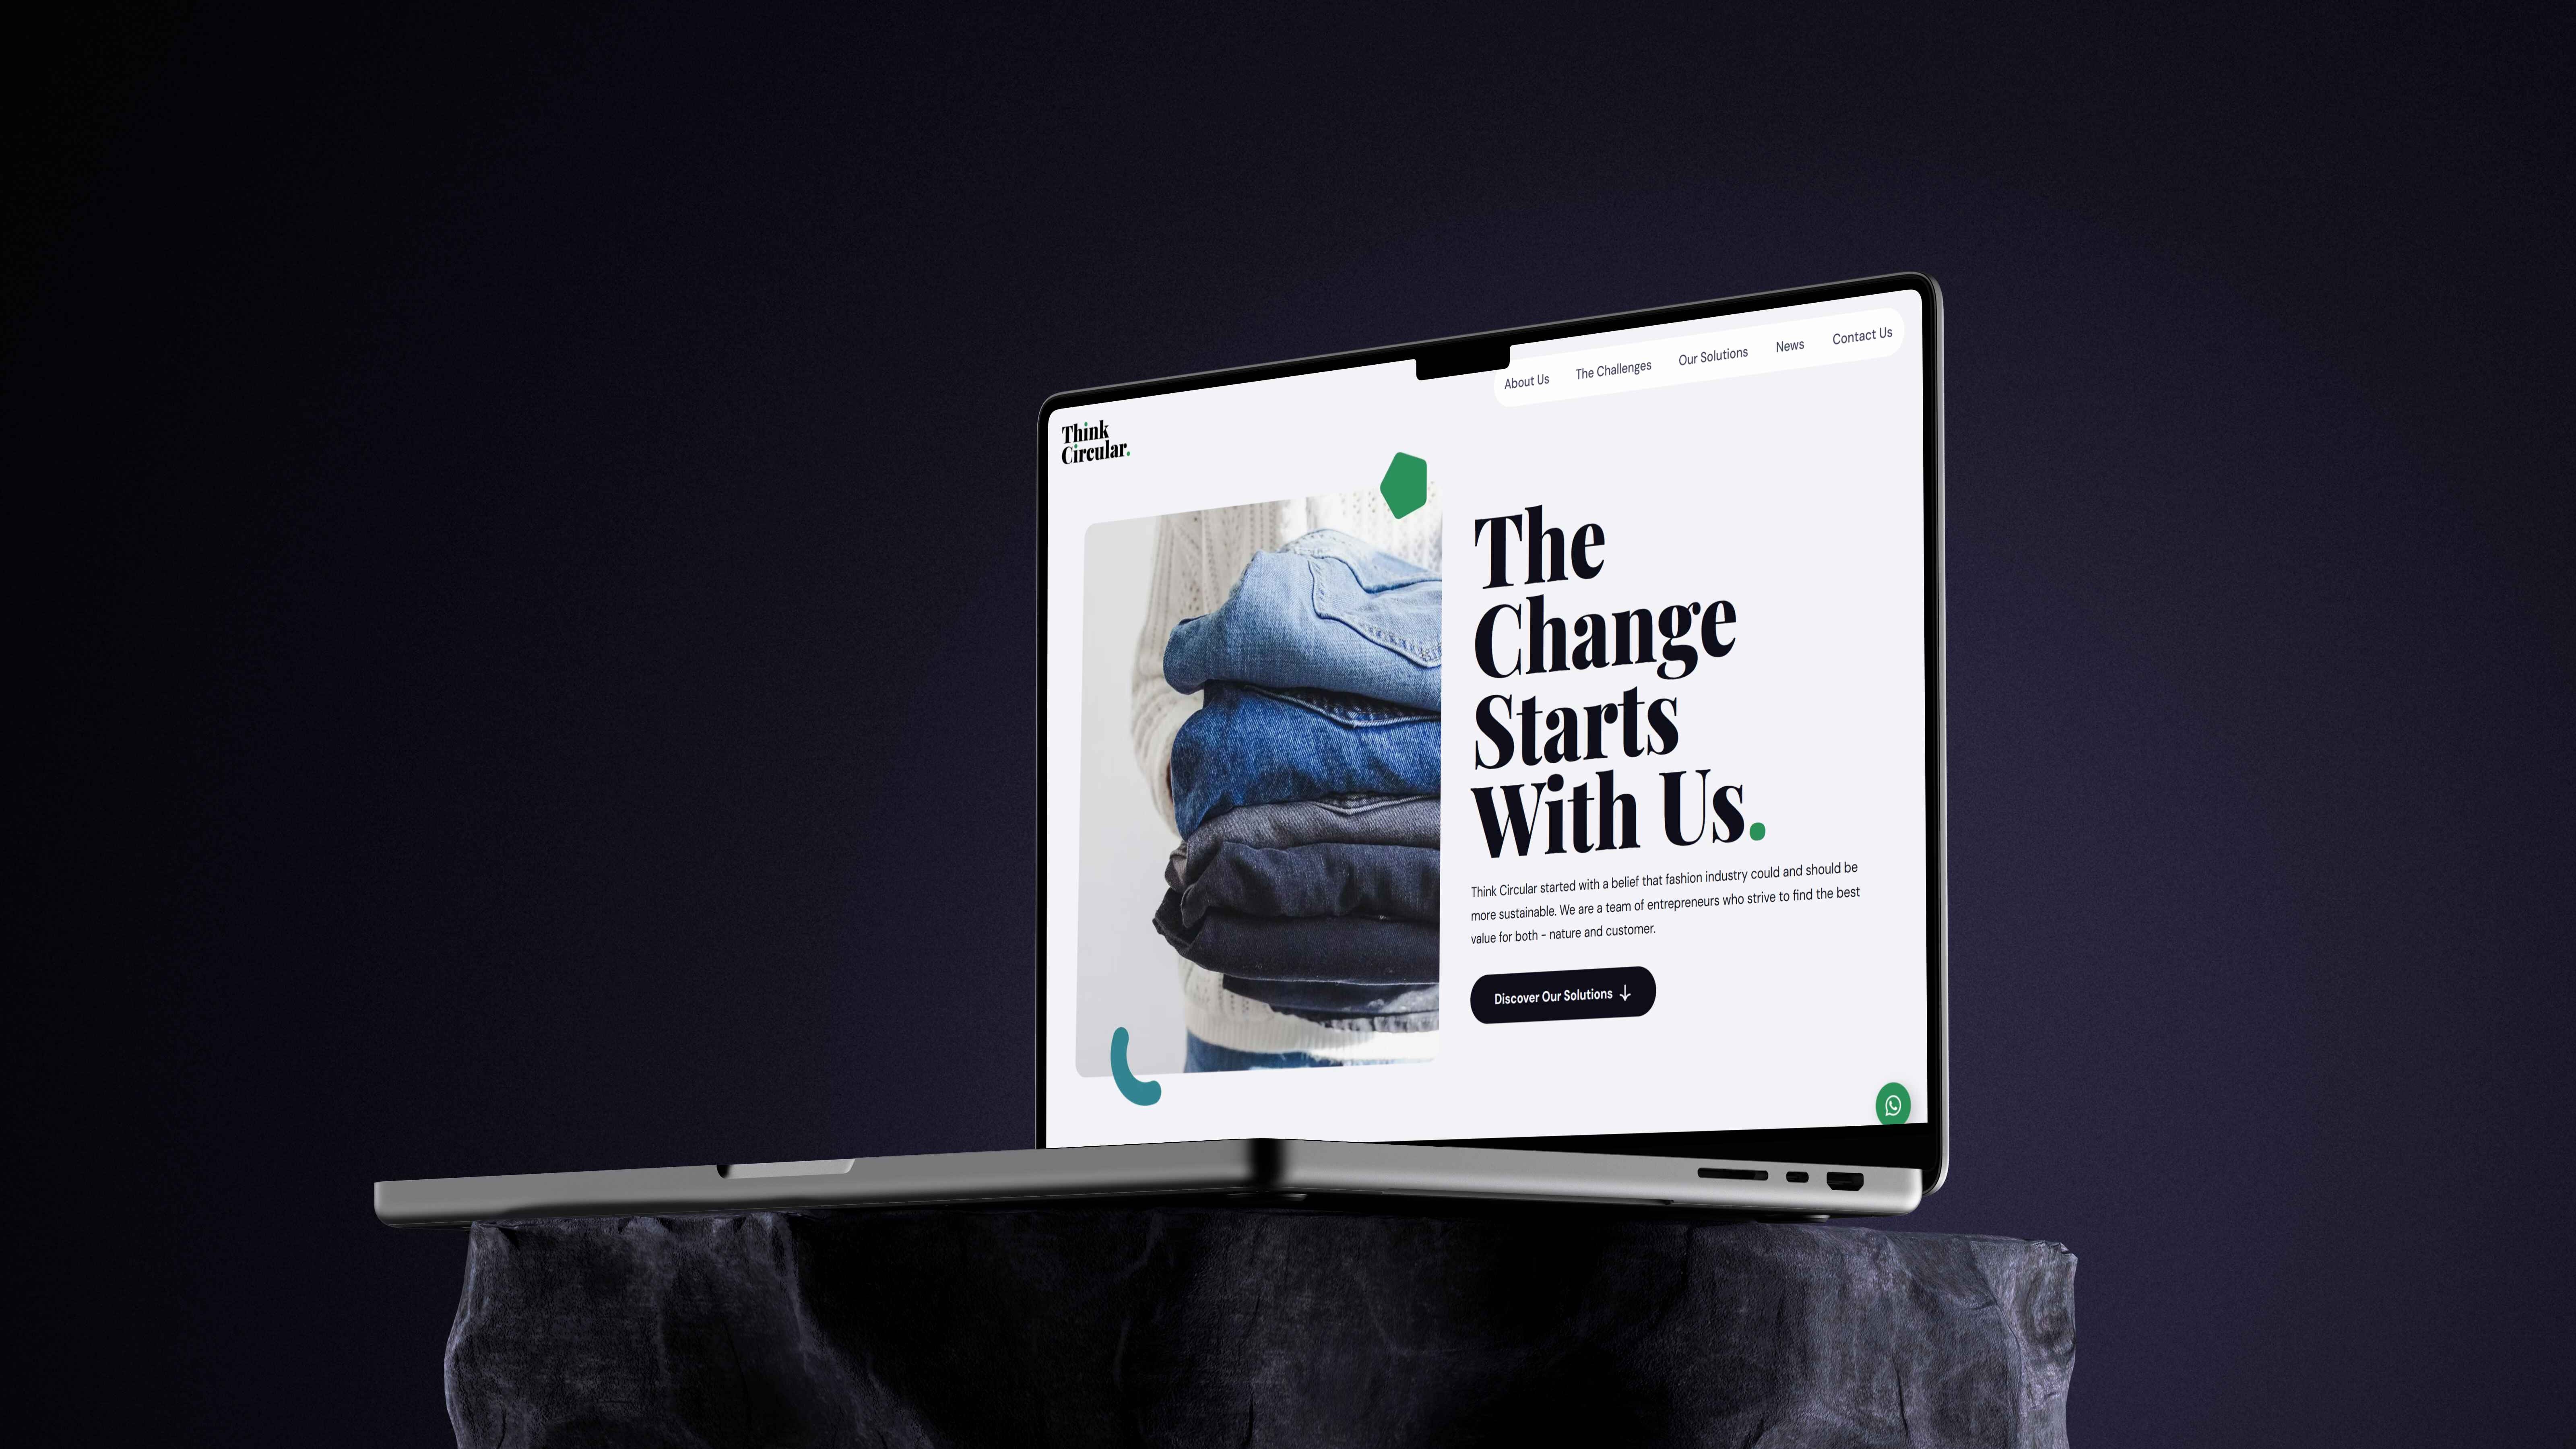 Think
Circular.
About Us
The Challenges
Our Solutions
News
Contact Us
The
Change
Starts
With Us.
Think Circular started with a belief that fashion industry could and should be
more sustainable. We are a team of entrepreneurs who strive to find the best
value for both - nature and customer.
Discover Our Solutions